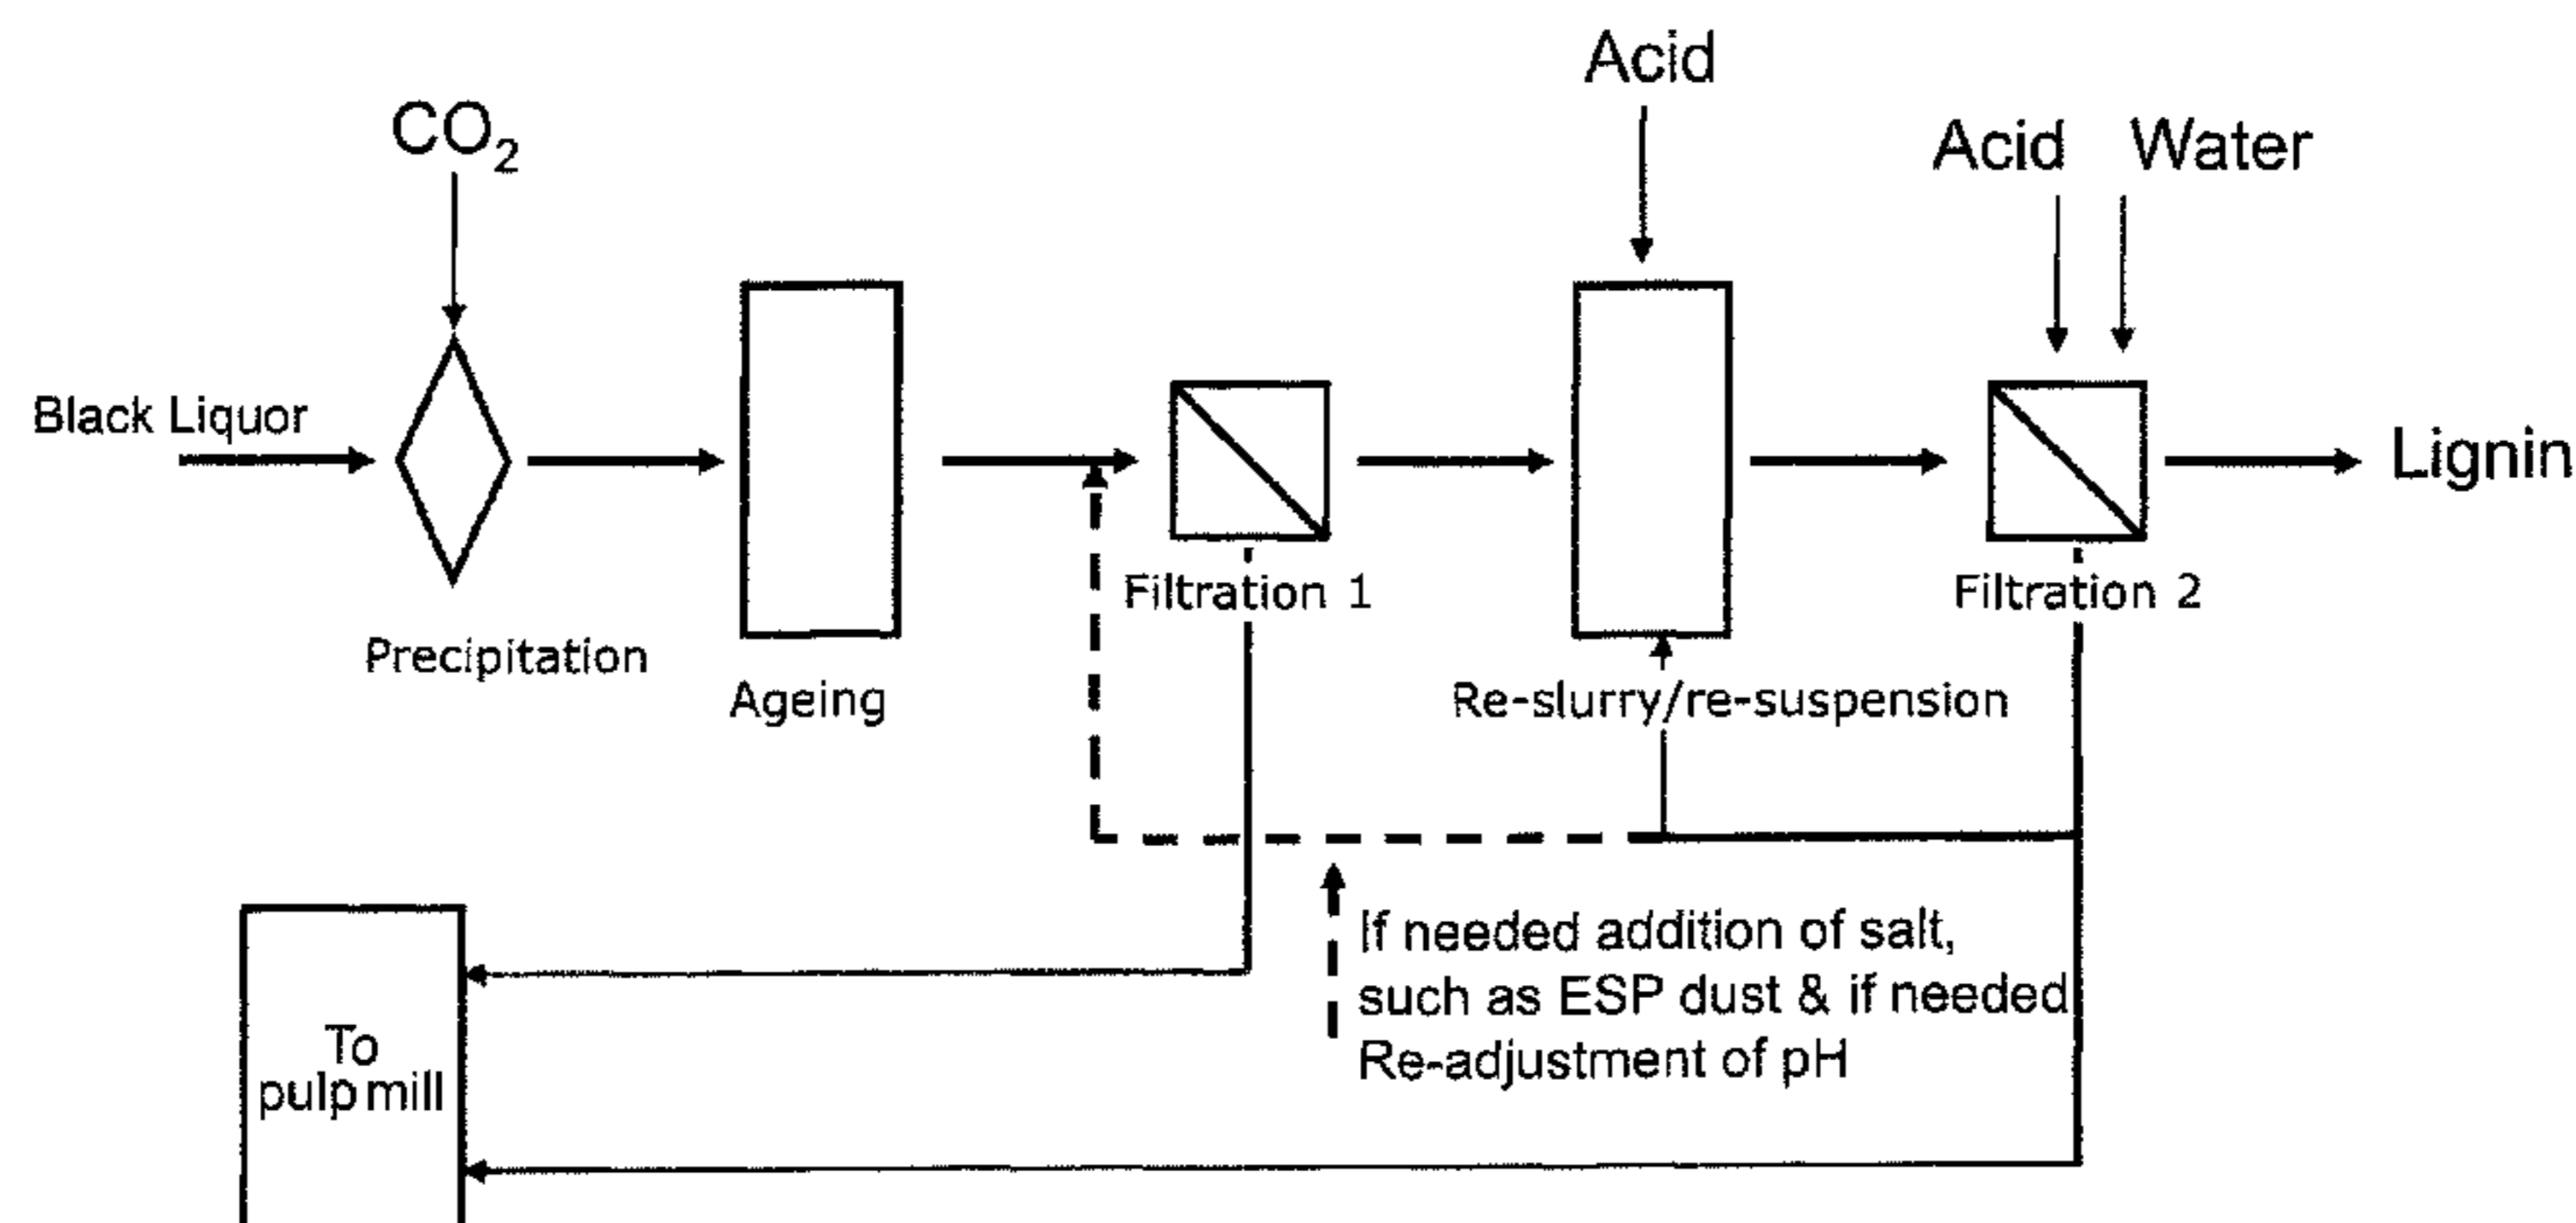 Acid
CO₂
Acid Water
Black Liquor
Lignin
Filtration 1
Filtration 2
Precipitation
Ageing
Re-slurry/re-suspension
If needed addition of salt,
such as ESP dust & if needed
Re-adjustment of pH
To
pulp mill